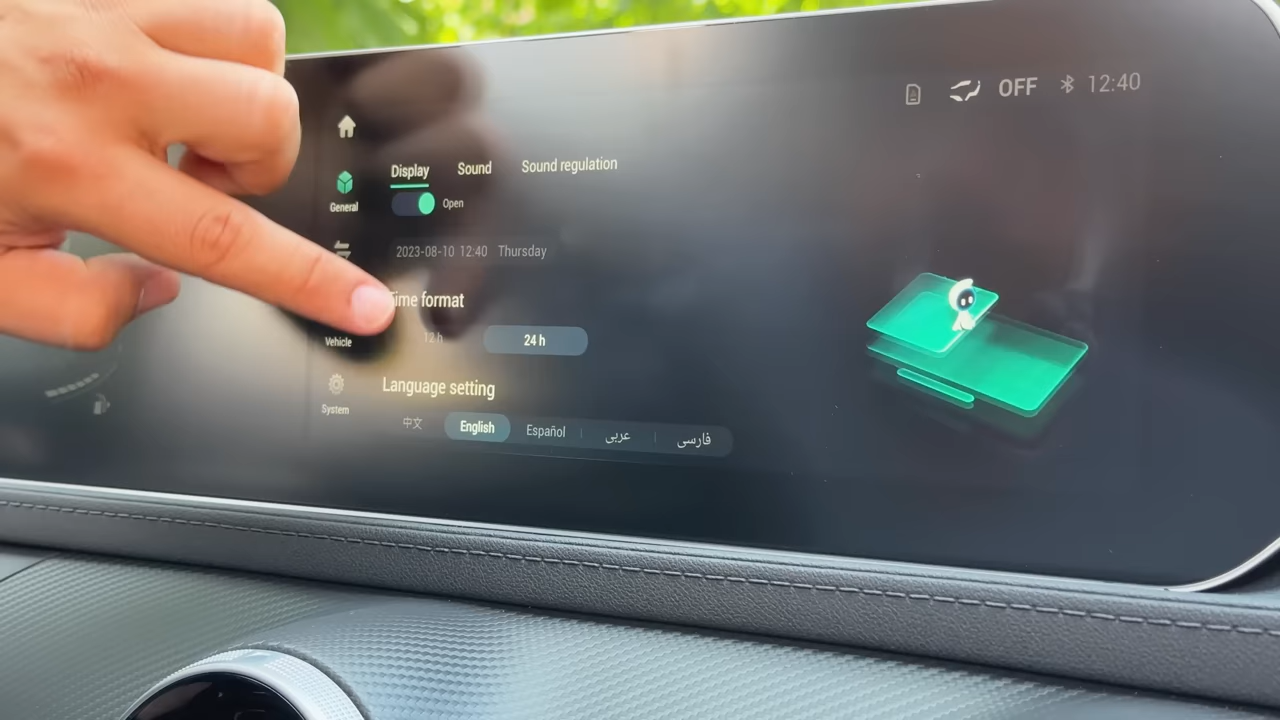 OFF 12:40
Display Sound Sound regulation
Open
General
2023-08-10 12:40 Thursday
Time format
Vehicle
12 h 24 h
Language setting
System
中文 English Español عربى فارسی